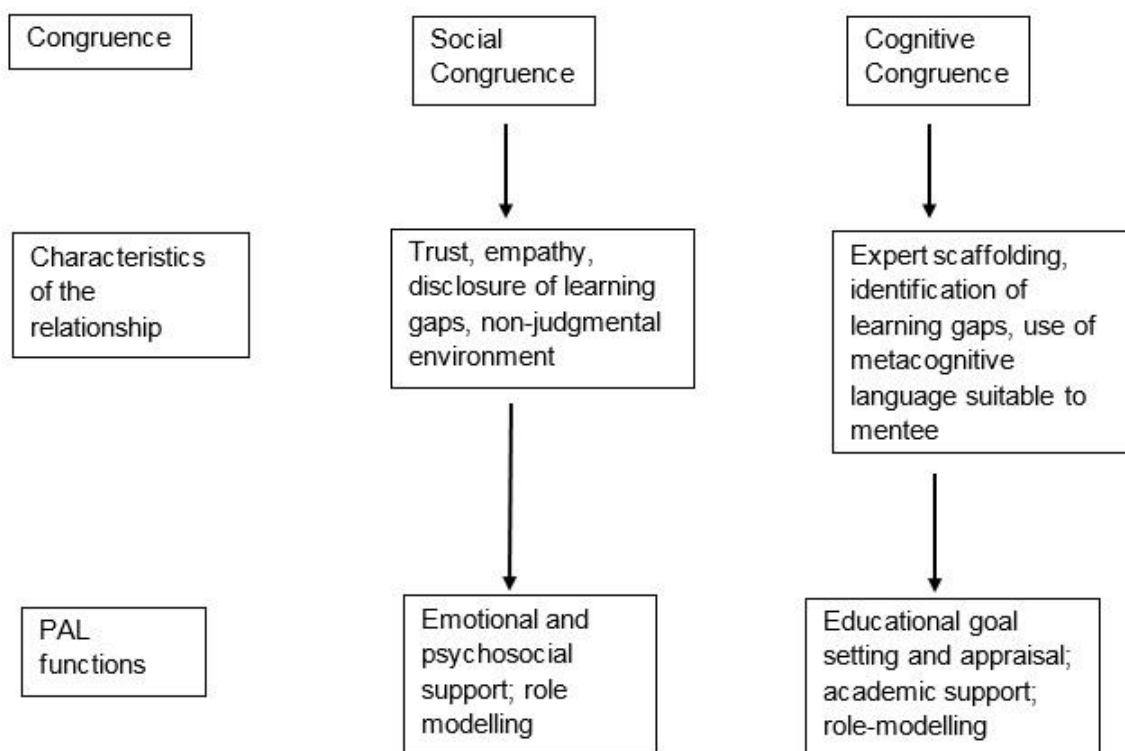 Congruence
Social
Congruence
Cognitive
Congruence
Characteristics
of the
relationship
Trust, empathy,
disclosure of learning
gaps, non-judgmental
environment
Expert scaffolding,
identification of
learning gaps, use of
metacognitive
language suitable to
mentee
PAL
functions
Emotional and
psychosocial
support; role
modelling
Educational goal
setting and appraisal;
academic support;
role-modelling